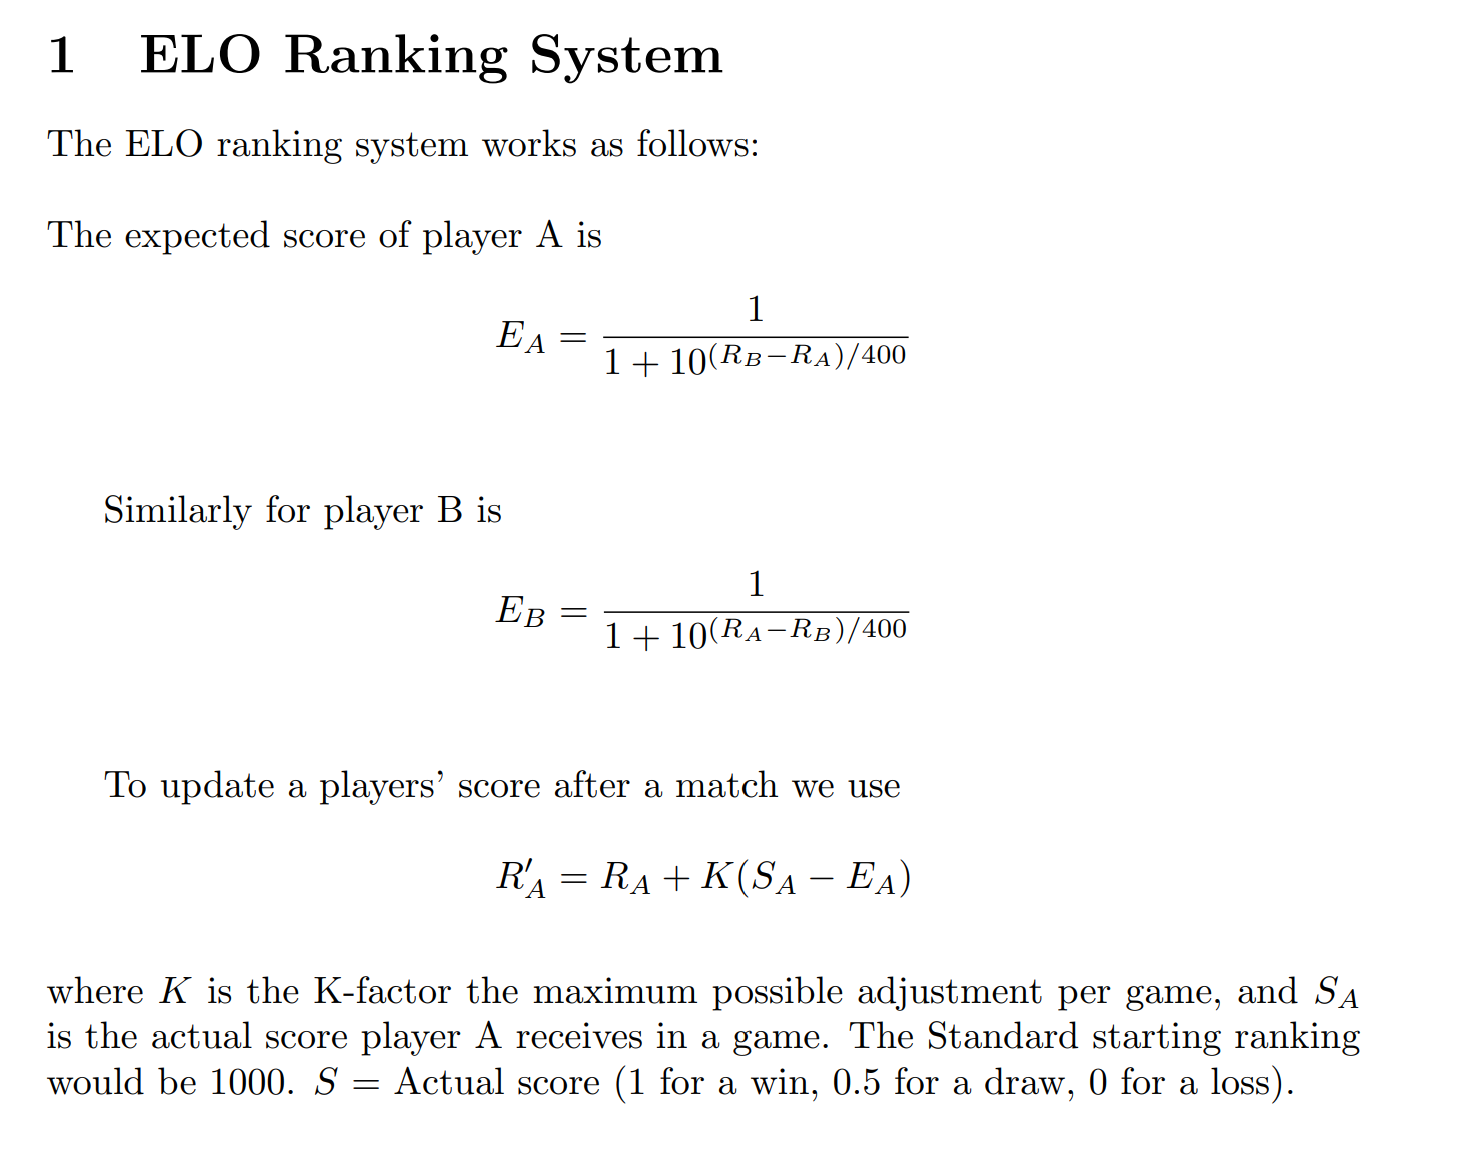 1 ELO Ranking System
The ELO ranking system works as follows:
The expected score of player A is
E_A = \frac{1}{1 + 10^{(R_B - R_A)/400}}
Similarly for player B is
E_B = \frac{1}{1 + 10^{(R_A - R_B)/400}}
To update a players’ score after a match we use
R'_A = R_A + K(S_A - E_A)
where K is the K-factor the maximum possible adjustment per game, and S_A
is the actual score player A receives in a game. The Standard starting ranking
would be 1000. S = Actual score (1 for a win, 0.5 for a draw, 0 for a loss).